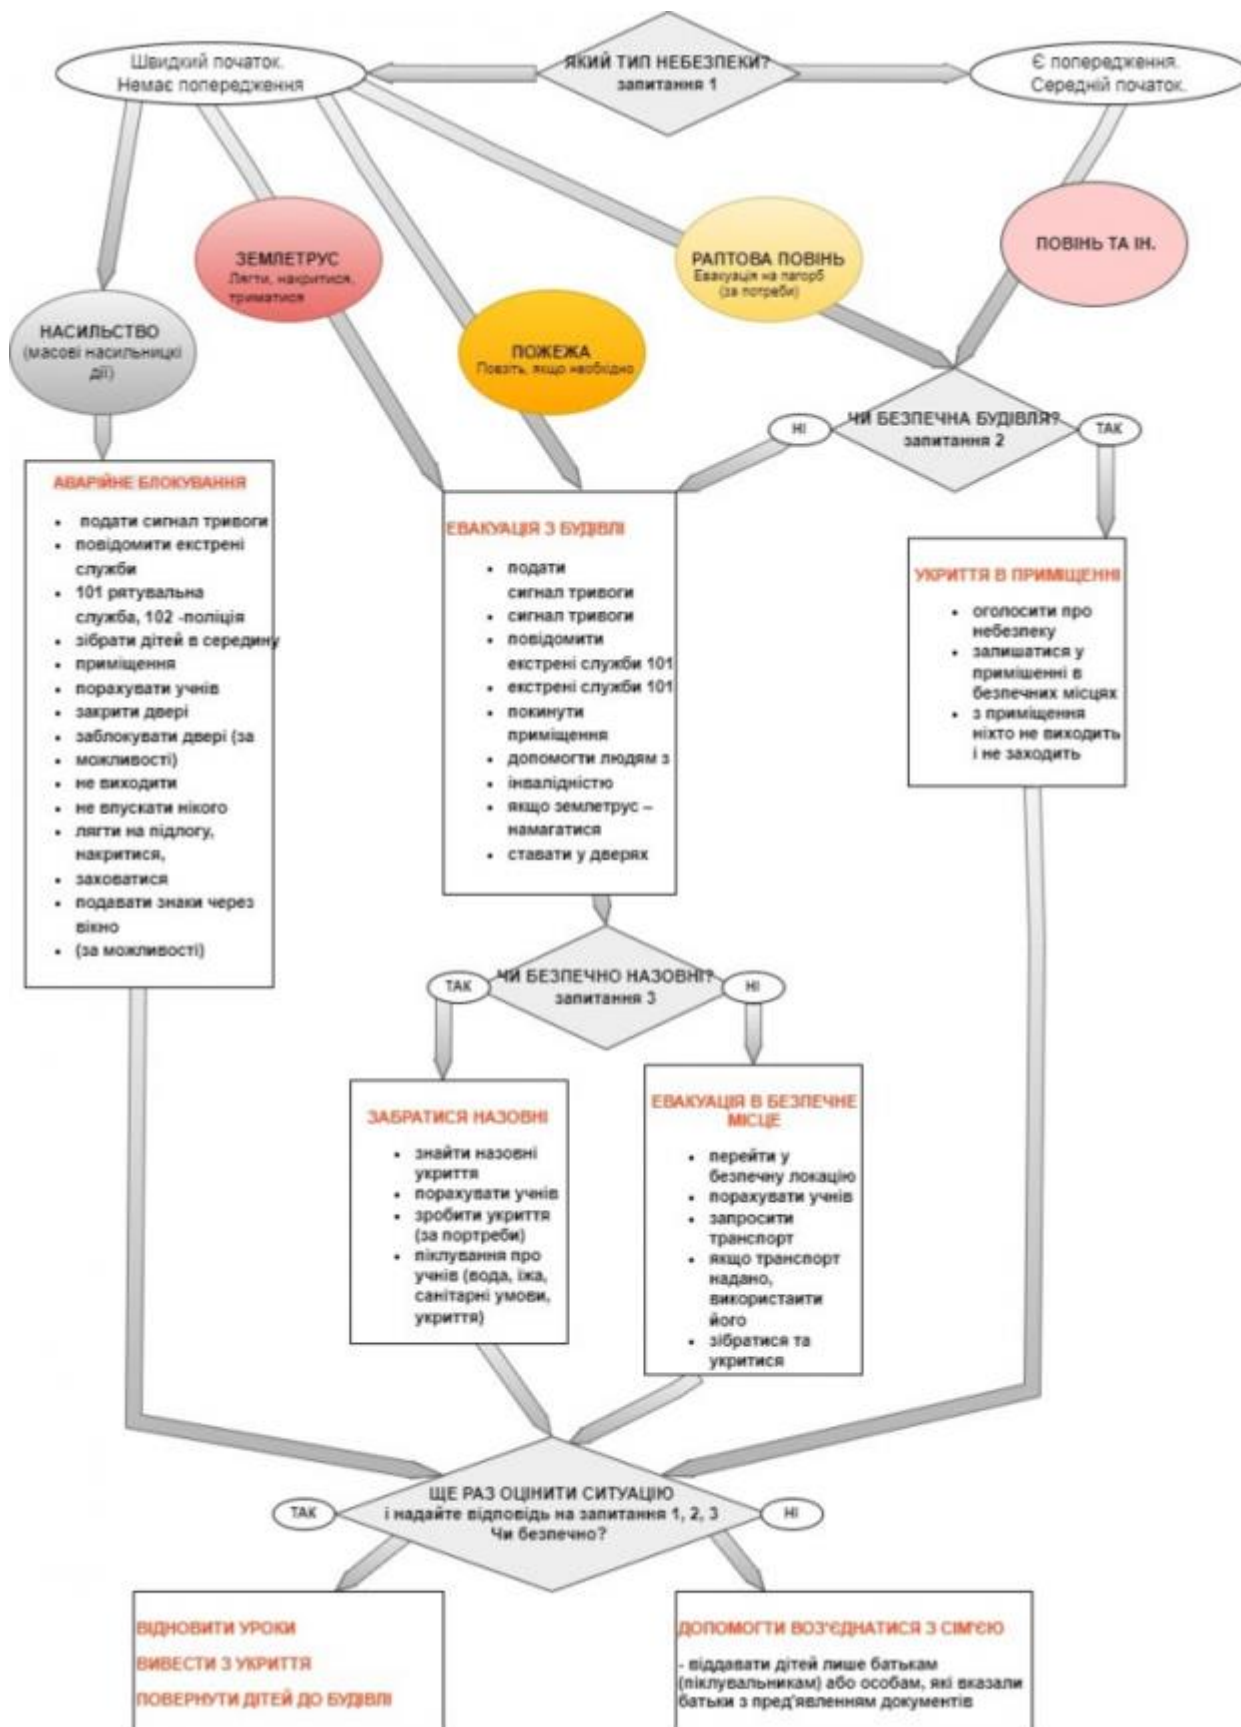 ЯКИЙ ТИП НЕБЕЗПЕКИ?
запитання 1
Швидкий початок.
Немає попередження
Є попередження.
Середній початок.
ЗЕМЛЕТРУС
Лягти, накритися,
триматися
РАПТОВА ПОВІНЬ
Евакуація на пагорб
(за потреби)
ПОВІНЬ ТА ІН.
НАСИЛЬСТВО
(масові насильницкі
дії)
ПОЖЕЖА
Повзіть, якщо необхідно
ЧИ БЕЗПЕЧНА БУДІВЛЯ?
запитання 2
НІ
ТАК
АВАРІЙНЕ БЛОКУВАННЯ
• подати сигнал тривоги
• повідомити екстрені
служби
• 101 рятувальна
служба, 102 -поліція
• зібрати дітей в середину
• приміщення
• порахувати учнів
• закрити двері
• заблокувати двері (за
• можливості)
• не виходити
• не впускати нікого
• лягти на підлогу,
накритися,
• заховатися
• подавати знаки через
вікно
• (за можливості)
ЕВАКУАЦІЯ З БУДІВЛІ
• подати
сигнал тривоги
• сигнал тривоги
• повідомити
екстрені служби 101
• екстрені служби 101
• покинути
приміщення
• допомогти людям з
• інвалідністю
• якщо землетрус –
намагатися
• ставати у дверях
УКРИТТЯ В ПРИМІЩЕННІ
• оголосити про
небезпеку
• залишатися у
примішенні в
безпечних місцях
• з приміщення
ніхто не виходить
і не заходить
ЧИ БЕЗПЕЧНО НАЗОВНІ?
запитання 3
ТАК
НІ
ЗАБРАТИСЯ НАЗОВНІ
• знайти назовні
укриття
• порахувати учнів
• зробити укриття
(за портреби)
• піклування про
учнів (вода, їжа,
санітарні умови,
укриття)
ЕВАКУАЦІЯ В БЕЗПЕЧНЕ
МІСЦЕ
• перейти у
безпечну локацію
• порахувати учнів
• запросити
транспорт
• якщо транспорт
надано,
використаити
його
• зібратися та
укритися
ЩЕ РАЗ ОЦІНИТИ СИТУАЦІЮ
і надайте відповідь на запитання 1, 2, 3
Чи безпечно?
ТАК
НІ
ВІДНОВИТИ УРОКИ
ВИВЕСТИ З УКРИТТЯ
ПОВЕРНУТИ ДІТЕЙ ДО БУДІВЛІ
ДОПОМОГТИ ВОЗ'ЄДНАТИСЯ З СІМ'ЄЮ
- віддавати дітей лише батькам
(піклувальникам) або особам, які вказали
батьки з пред'явленням документів